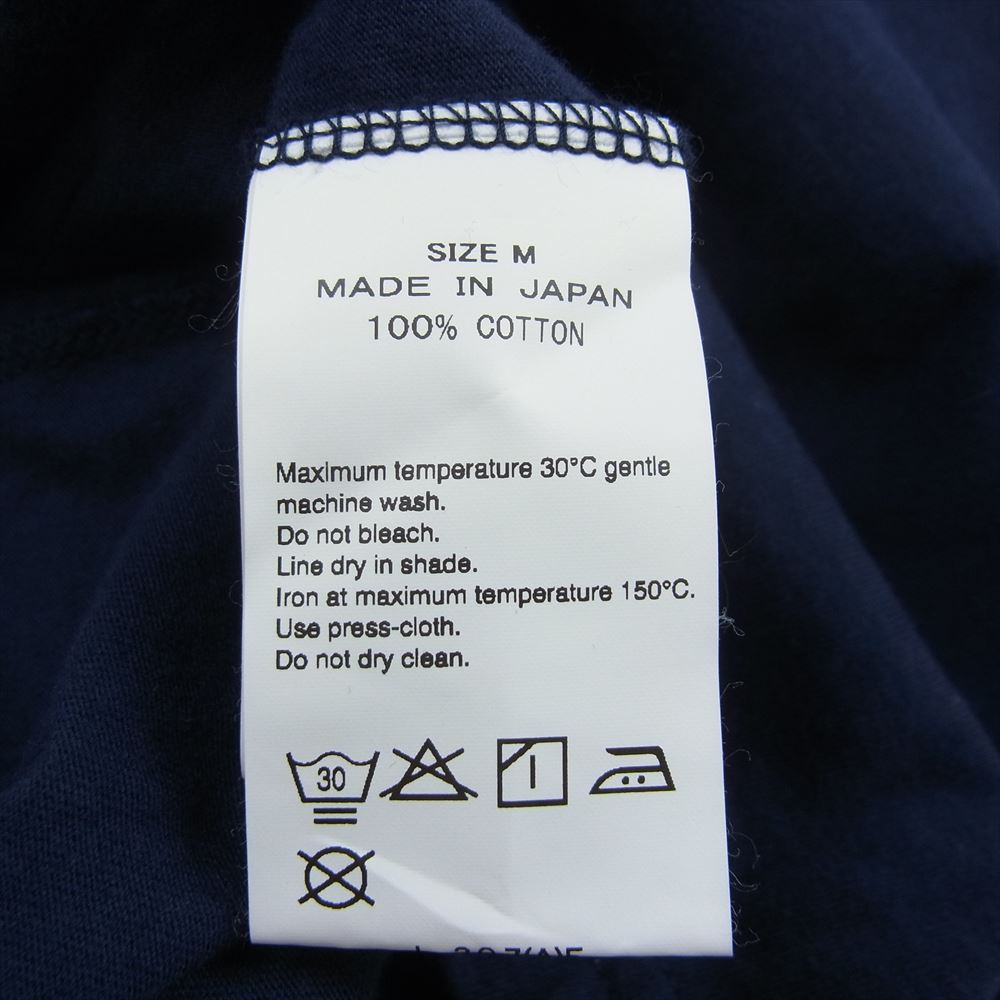 SIZE M
MADE IN JAPAN
100% COTTON
Maximum temperature 30°C gentle
machine wash.
Do not bleach.
Line dry in shade.
Iron at maximum temperature 150°C.
Use press-cloth.
Do not dry clean.
30